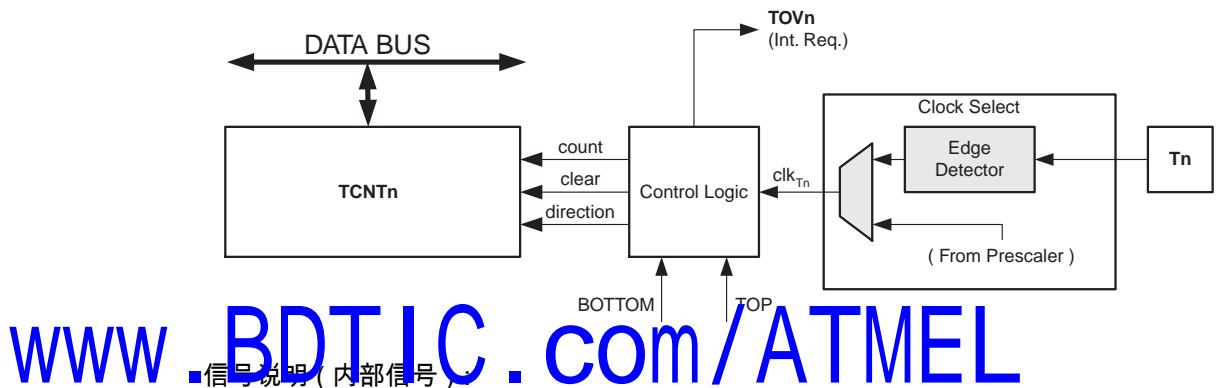 TOVn
(Int. Req.)
DATA BUS
Clock Select
count
Edge
Detector
Tn
clear
TCNTn
Control Logic
clkTn
direction
( From Prescaler )
BOTTOM
TOP
www.BDTIC.com/ATMEL
信号说明 ( 内部信号 ) :